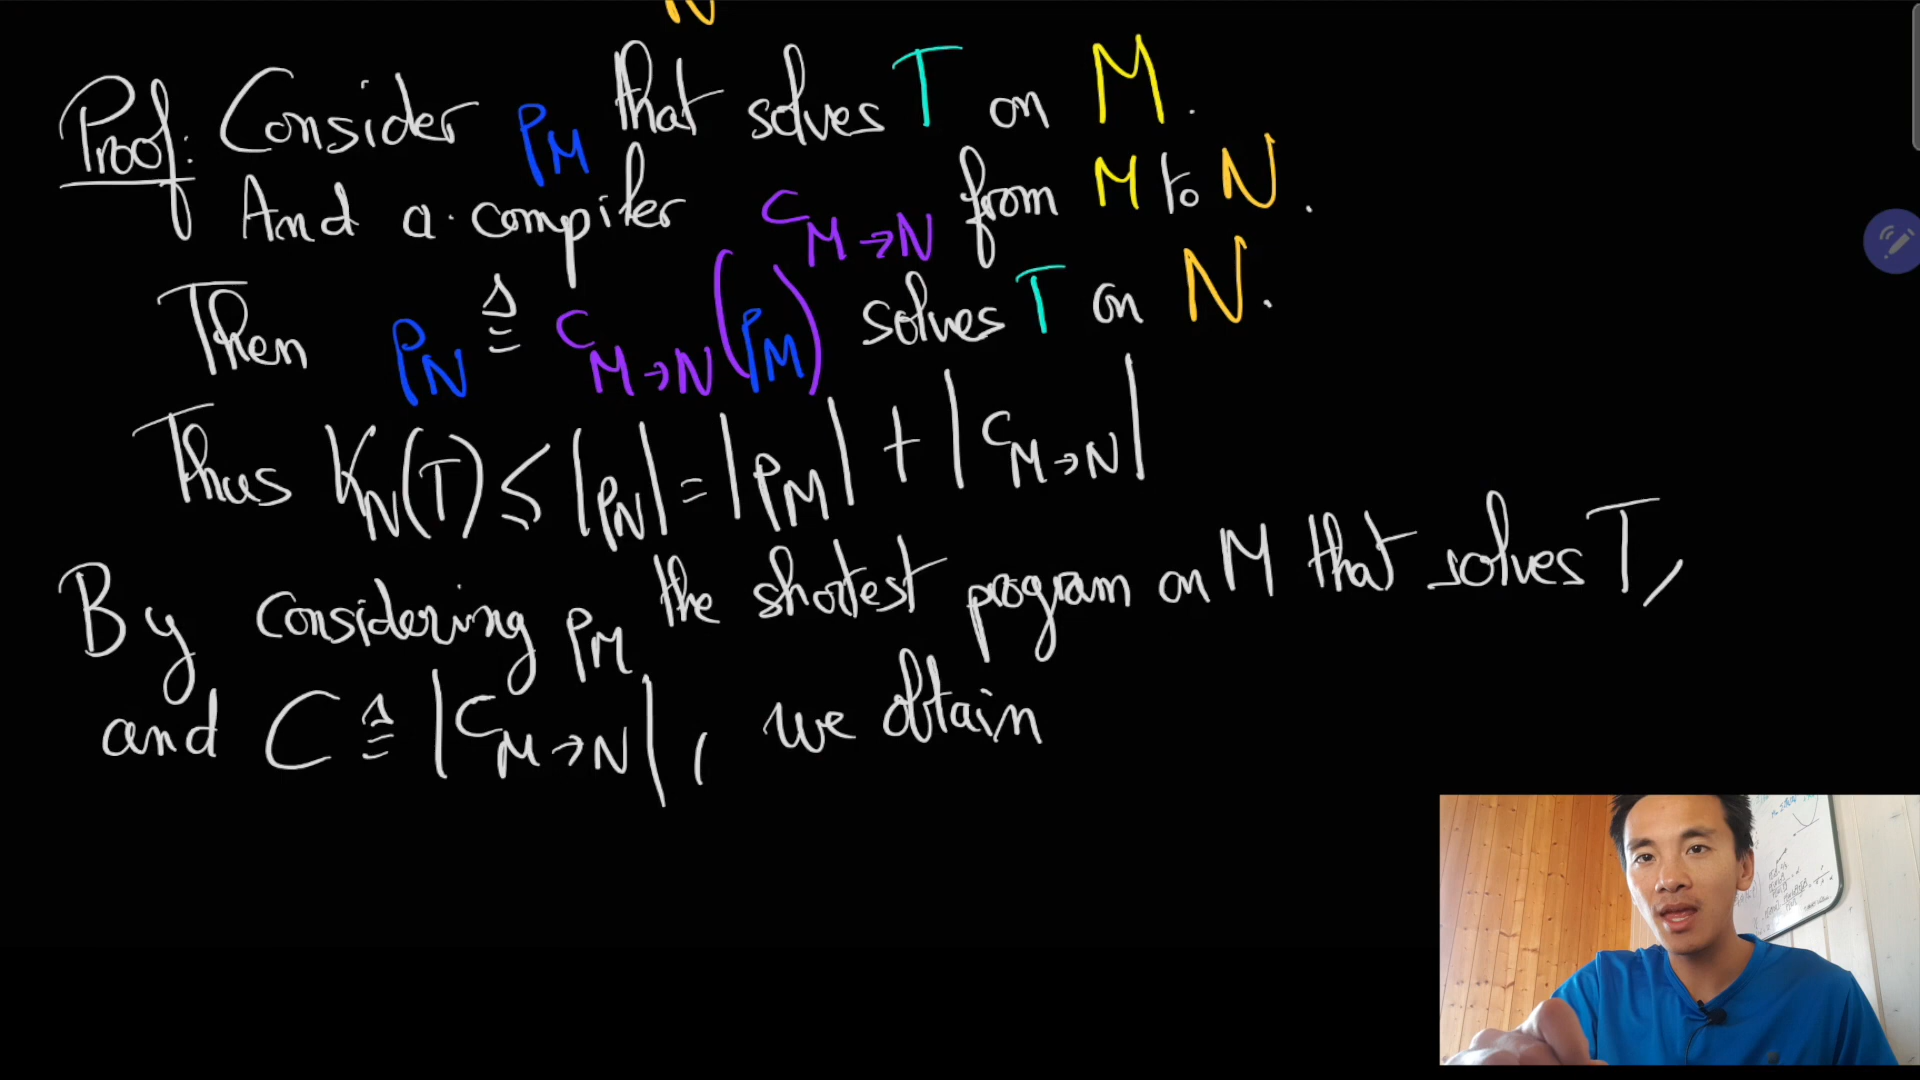 N
Proof: Consider p_M that solves T on M.
And a compiler c_{M→N} from M to N.
Then p_N ≜ c_{M→N}(p_M) solves T on N.
Thus K_N(T) ≤ |p_N| = |p_M| + |c_{M→N}|
By considering p_M the shortest program on M that solves T,
and C ≜ |c_{M→N}|, we obtain